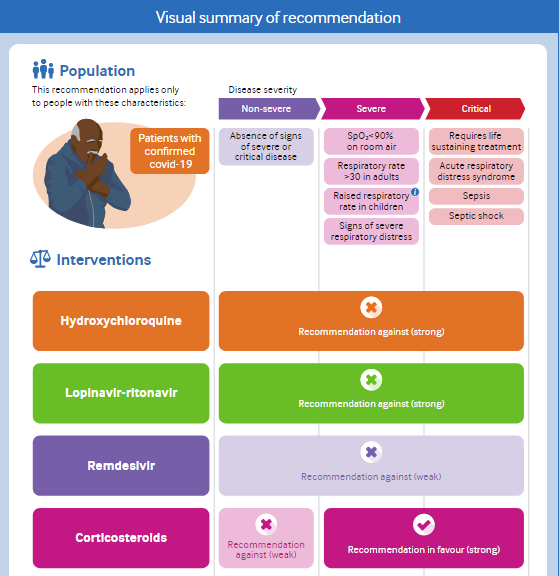 Visual summary of recommendation
Population
This recommendation applies only
to people with these characteristics:
Patients with
confirmed
covid-19
Disease severity
Non-severe
Severe
Critical
Absence of signs
of severe or
critical disease
SpO₂<90%
on room air
Respiratory rate
>30 in adults
Raised respiratory
rate in children
i
Signs of severe
respiratory distress
Requires life
sustaining treatment
Acute respiratory
distress syndrome
Sepsis
Septic shock
Interventions
Hydroxychloroquine
Recommendation against (strong)
Lopinavir-ritonavir
Recommendation against (strong)
Remdesivir
Recommendation against (weak)
Corticosteroids
Recommendation
against (weak)
Recommendation in favour (strong)